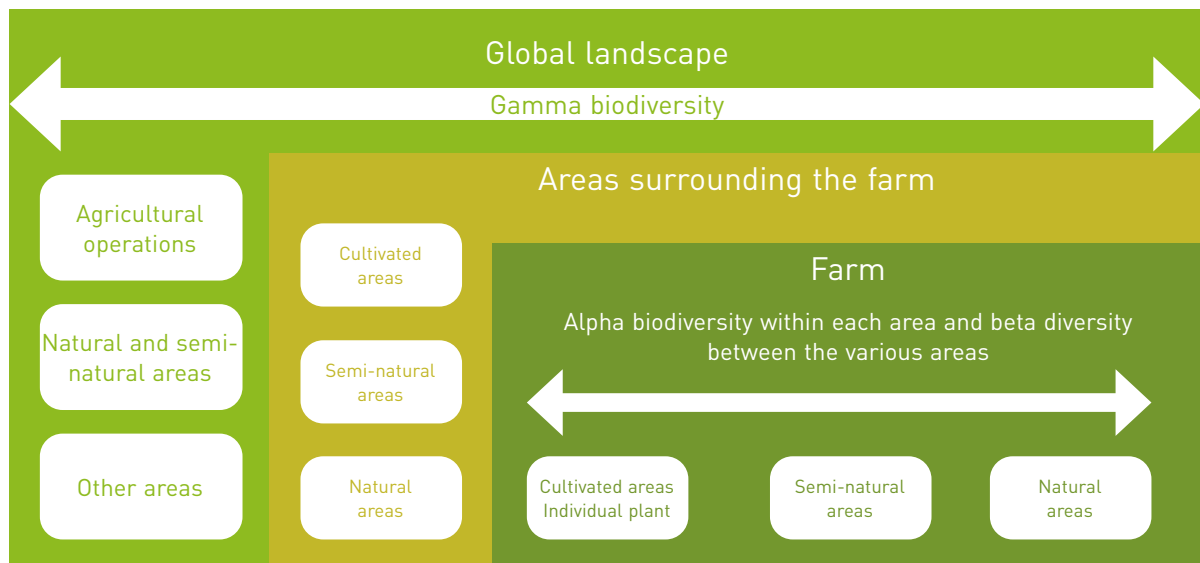 Global landscape
Gamma biodiversity
Areas surrounding the farm
Agricultural
operations
Natural and semi-
natural areas
Other areas
Cultivated
areas
Semi-natural
areas
Natural
areas
Farm
Alpha biodiversity within each area and beta diversity
between the various areas
Cultivated areas
Individual plant
Semi-natural
areas
Natural
areas